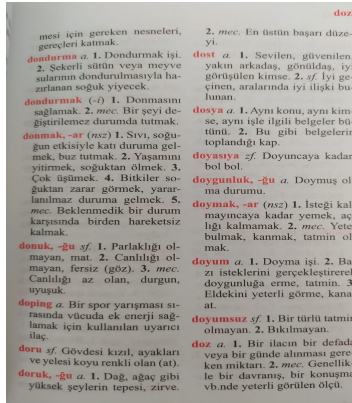 doz
mesi için gereken nesneleri,
gereçleri katmak.
dondurma a. 1. Dondurmak işi.
2. Şekerli sütün veya meyve
sularının dondurulmasıyla ha-
zırlanan soğuk yiyecek.
dondurmak (-i) 1. Donmasını
sağlamak. 2. mec. Bir şeyi de-
ğiştirilemez durumda tutmak.
donmak, -ar (nsz) 1. Sıvı, soğu-
ğun etkisiyle katı duruma gel-
mek, buz tutmak. 2. Yaşamını
yitirmek, soğuktan ölmek. 3.
Çok üşümek. 4. Bitkiler so-
ğuktan zarar görmek, yarar-
lanılmaz duruma gelmek. 5.
mec. Beklenmedik bir durum
karşısında birden hareketsiz
kalmak.
donuk, -ğu sf. 1. Parlaklığı ol-
mayan, mat. 2. Canlılığı ol-
mayan, fersiz (göz). 3. mec.
Canlılığı az olan, durgun,
uyuşuk.
doping a. Bir spor yarışması sı-
rasında vücuda ek enerji sağ-
lamak için kullanılan uyarıcı
ilaç.
doru sf. Gövdesi kızıl, ayakları
ve yelesi koyu renkli olan (at).
doruk, -ğu a. 1. Dağ, ağaç gibi
yüksek şeylerin tepesi, zirve.
2. mec. En üstün başarı düze-
yi.
dost a. 1. Sevilen, güvenilen,
yakın arkadaş, gönüldaş, iyi
görüşülen kimse. 2. sf. İyi ge-
çinen, aralarında iyi ilişki bu-
lunan.
dosya a. 1. Aynı konu, aynı kim-
se, aynı işle ilgili belgeler bü-
tünü. 2. Bu gibi belgelerin
toplandığı kap.
doyasıya zf. Doyuncaya kadar,
bol bol.
doygunluk, -ğu a. Doymuş ol-
ma durumu.
doymak, -ar (nsz) 1. İsteği kal-
mayıncaya kadar yemek, aç-
lığı kalmamak. 2. mec. Yete
bulmak, kanmak, tatmin ol-
mak.
doyum a. 1. Doyma işi. 2. Ba-
zı isteklerini gerçekleştirerek
doygunluğa erme, tatmin. 3.
Eldekini yeterli görme, kana
at.
doyumsuz sf. 1. Bir türlü tatmin
olmayan. 2. Bıkılmayan.
doz a. 1. Bir ilacın bir defada
veya bir günde alınması gere-
ken miktarı. 2. mec. Genellik-
le bir davranış, bir konuşma
vb.nde yeterli görülen ölçü.